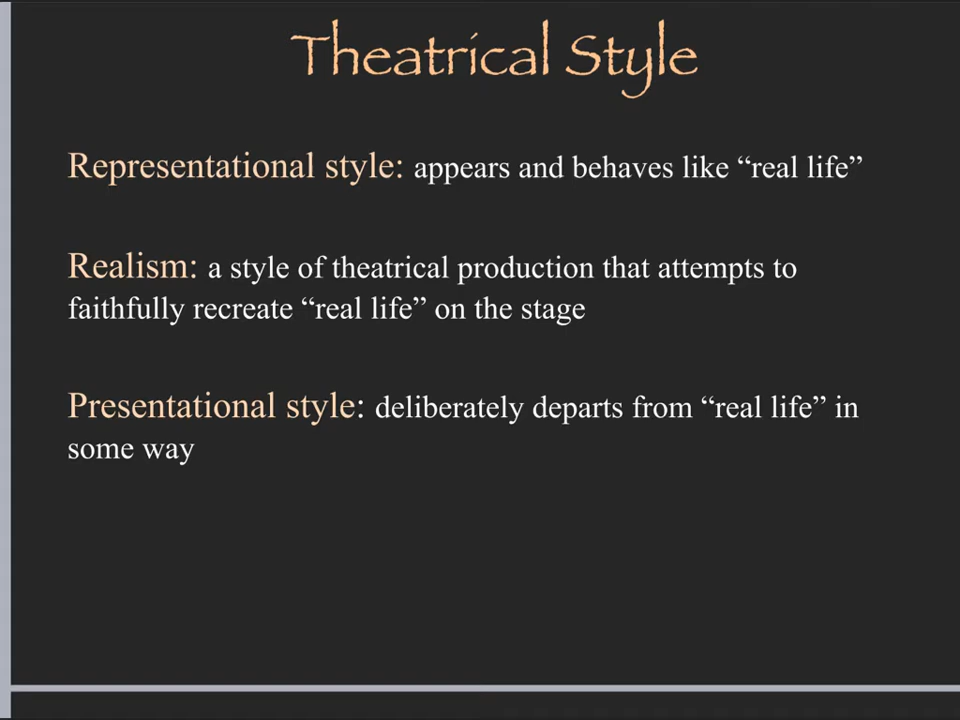 Theatrical Style
Representational style: appears and behaves like “real life”
Realism: a style of theatrical production that attempts to
faithfully recreate “real life” on the stage
Presentational style: deliberately departs from “real life” in
some way